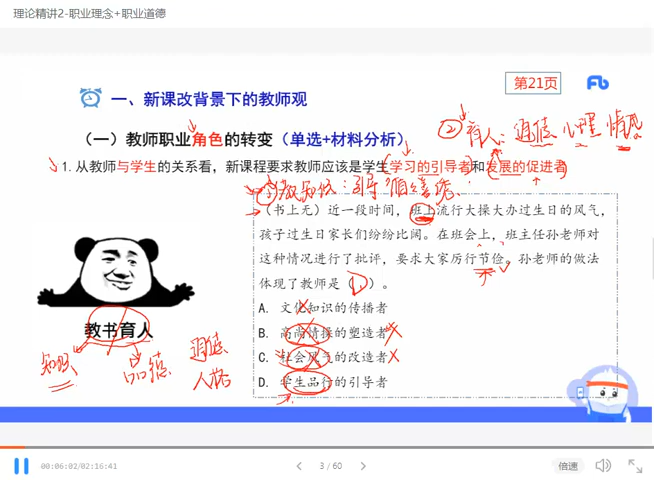 理论精讲2-职业理念+职业道德
第21页
一、新课改背景下的教师观
（一）教师职业角色的转变（单选+材料分析）
②育人：道德 心理 情感
1. 从教师与学生的关系看，新课程要求教师应该是学生学习的引导者和发展的促进者
①教知识：引导 循循善诱
（书上无）近一段时间，班上流行大操大办过生日的风气，
孩子过生日家长们纷纷比阔。在班会上，班主任孙老师对
这种情况进行了批评，要求大家厉行节俭。孙老师的做法
体现了教师是（D）。
A. 文化知识的传播者
B. 高尚情操的塑造者
C. 社会风气的改造者
D. 学生品行的引导者
教书育人
知识
品德
道德
人格
00:06:02/02:16:41
3 / 60
倍速